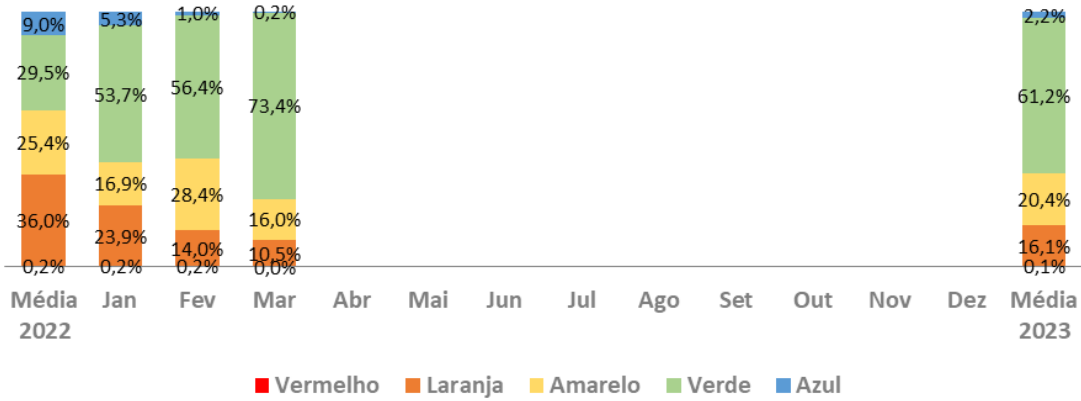 9,0% 5,3% 1,0% 0,2% 2,2%
29,5% 53,7% 56,4% 73,4% 61,2%
25,4% 16,9% 28,4% 16,0% 20,4%
36,0% 23,9% 14,0% 10,5% 16,1%
0,2% 0,2% 0,2% 0,0% 0,1%
Média Jan Fev Mar Abr Mai Jun Jul Ago Set Out Nov Dez Média
2022 2023
Vermelho Laranja Amarelo Verde Azul